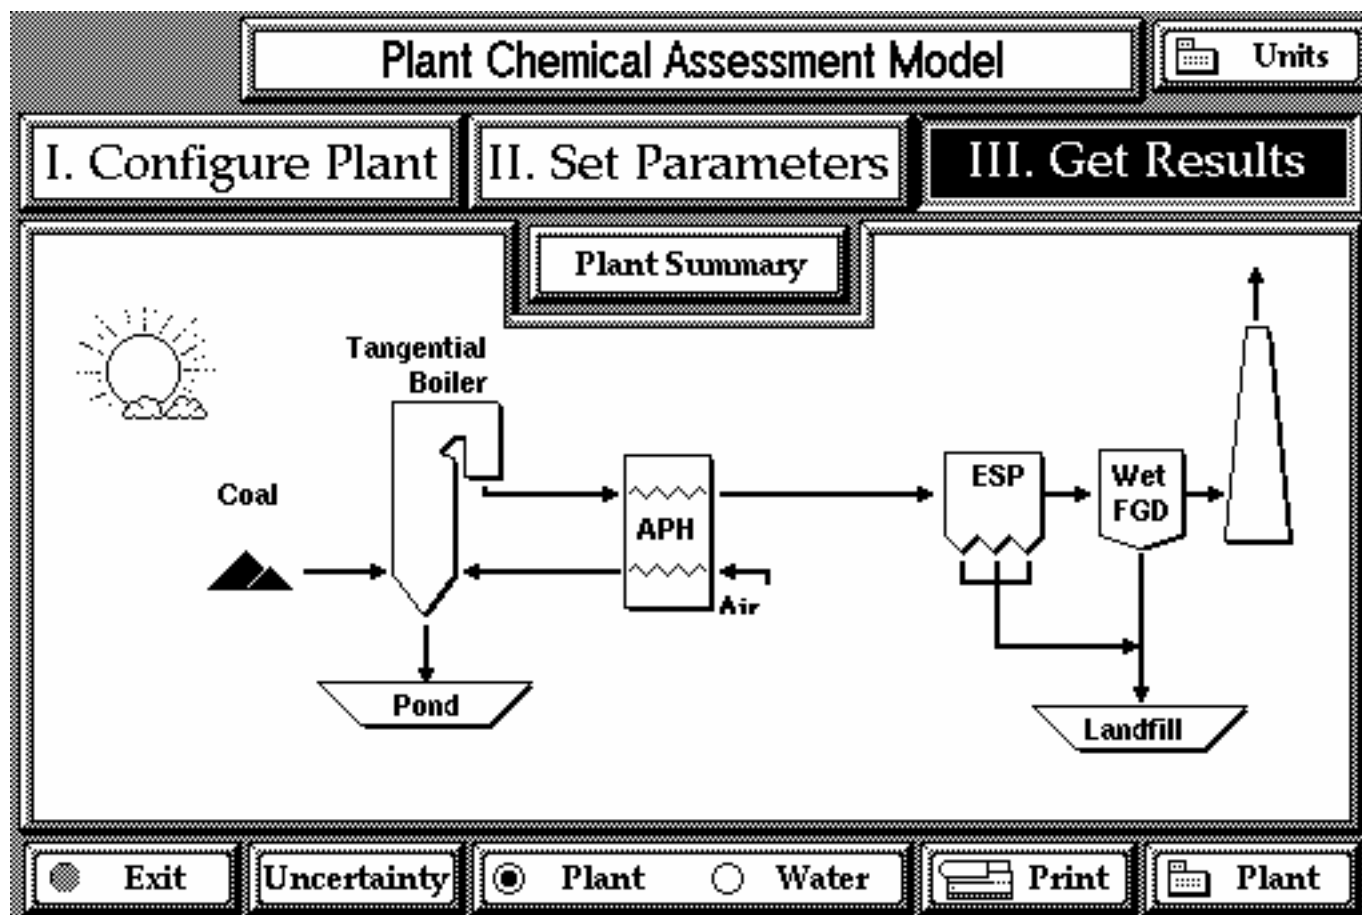 Plant Chemical Assessment Model
Units
I. Configure Plant
II. Set Parameters
III. Get Results
Plant Summary
Tangential
Boiler
Coal
APH
Air
ESP
Wet
FGD
Pond
Landfill
Exit
Uncertainty
Plant
Water
Print
Plant